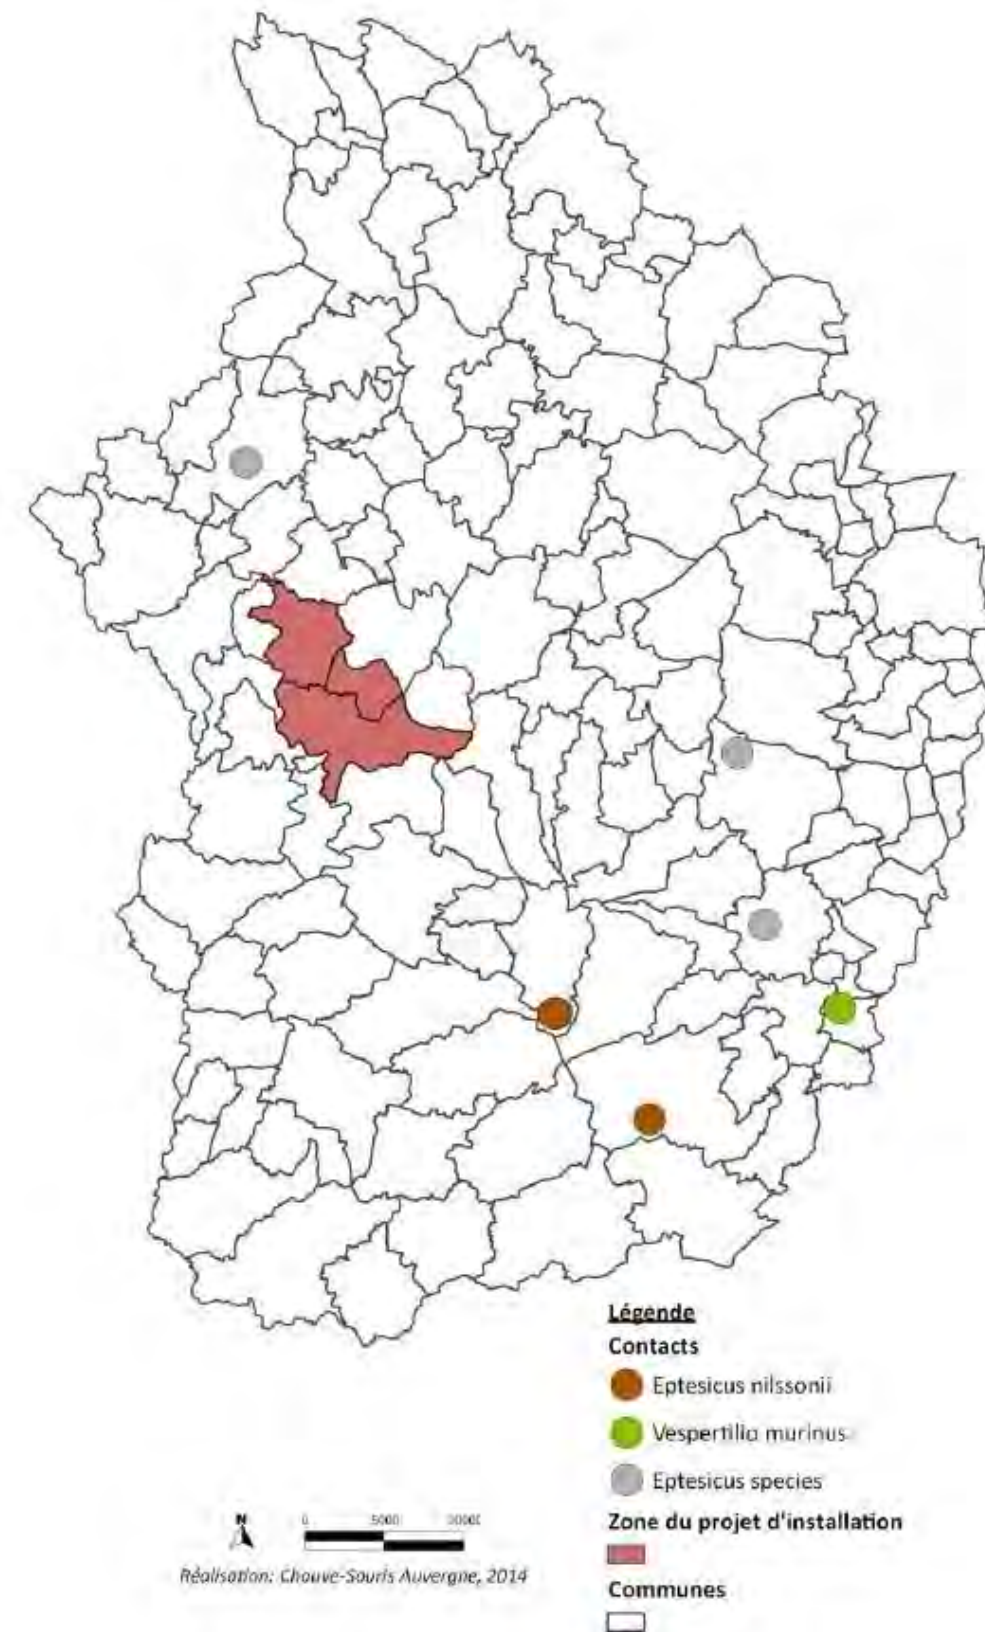 Légende
Contacts
Eptesicus nilssonii
Vespertilio murinus
Eptesicus species
Zone du projet d'installation
Communes
N
0 5000 10000
Réalisation: Chauve-Souris Auvergne, 2014